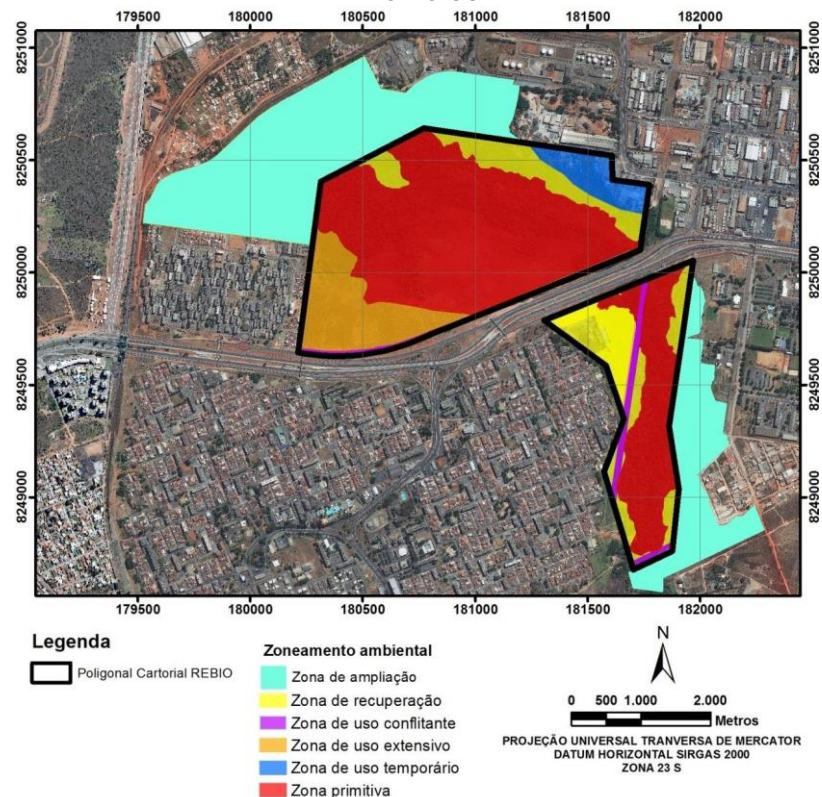 179500 180000 180500 181000 181500 182000
8251000 8251000
8250500 8250500
8250000 8250000
8249500 8249500
8249000 8249000
179500 180000 180500 181000 181500 182000
Legenda
Poligonal Cartorial REBIO
Zoneamento ambiental
Zona de ampliação
Zona de recuperação
Zona de uso conflitante
Zona de uso extensivo
Zona de uso temporário
Zona primitiva
N
0 500 1.000 2.000
Metros
PROJEÇÃO UNIVERSAL TRANVERSA DE MERCATOR
DATUM HORIZONTAL SIRGAS 2000
ZONA 23 S